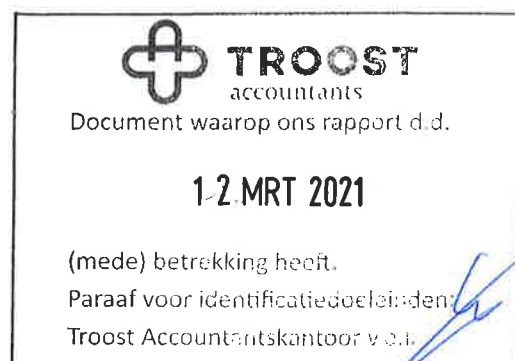 TROOST
accountants
Document waarop ons rapport d.d.
12 MRT 2021
(mede) betrekking heeft.
Paraaf voor identificatiedoeleinden:
Troost Accountantskantoor v.o.f.